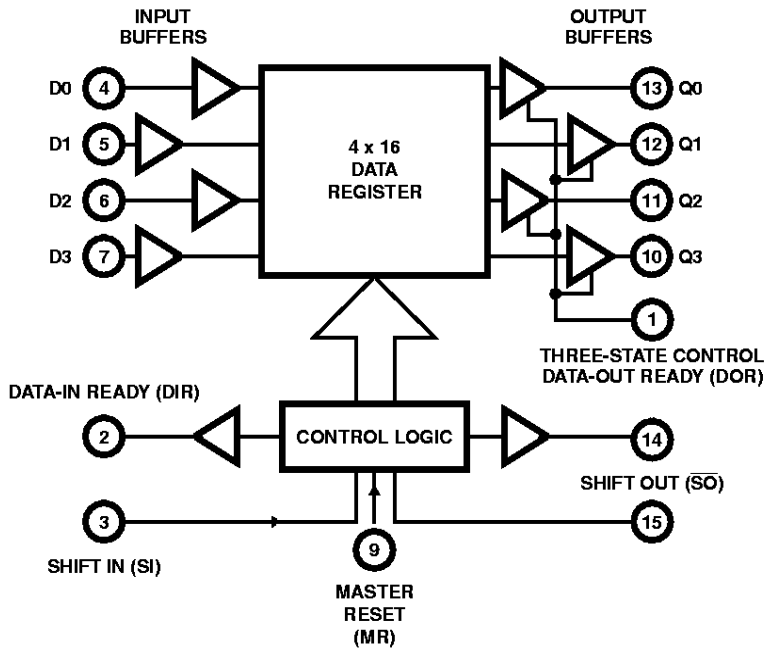 INPUT
BUFFERS
OUTPUT
BUFFERS
D0 4
13 Q0
D1 5
12 Q1
D2 6
11 Q2
D3 7
10 Q3
4 x 16
DATA
REGISTER
1
THREE-STATE CONTROL
DATA-OUT READY (DOR)
DATA-IN READY (DIR)
2
CONTROL LOGIC
14
SHIFT OUT (S̅O̅)
3
15
SHIFT IN (SI)
9
MASTER
RESET
(MR)